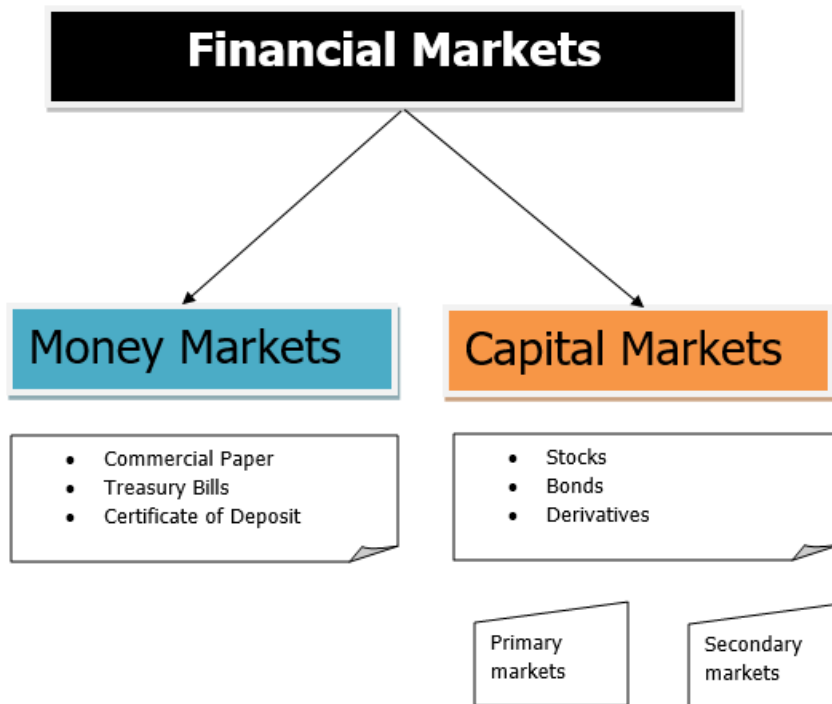 Financial Markets
Money Markets
Capital Markets
• Commercial Paper
• Treasury Bills
• Certificate of Deposit
• Stocks
• Bonds
• Derivatives
Primary
markets
Secondary
markets